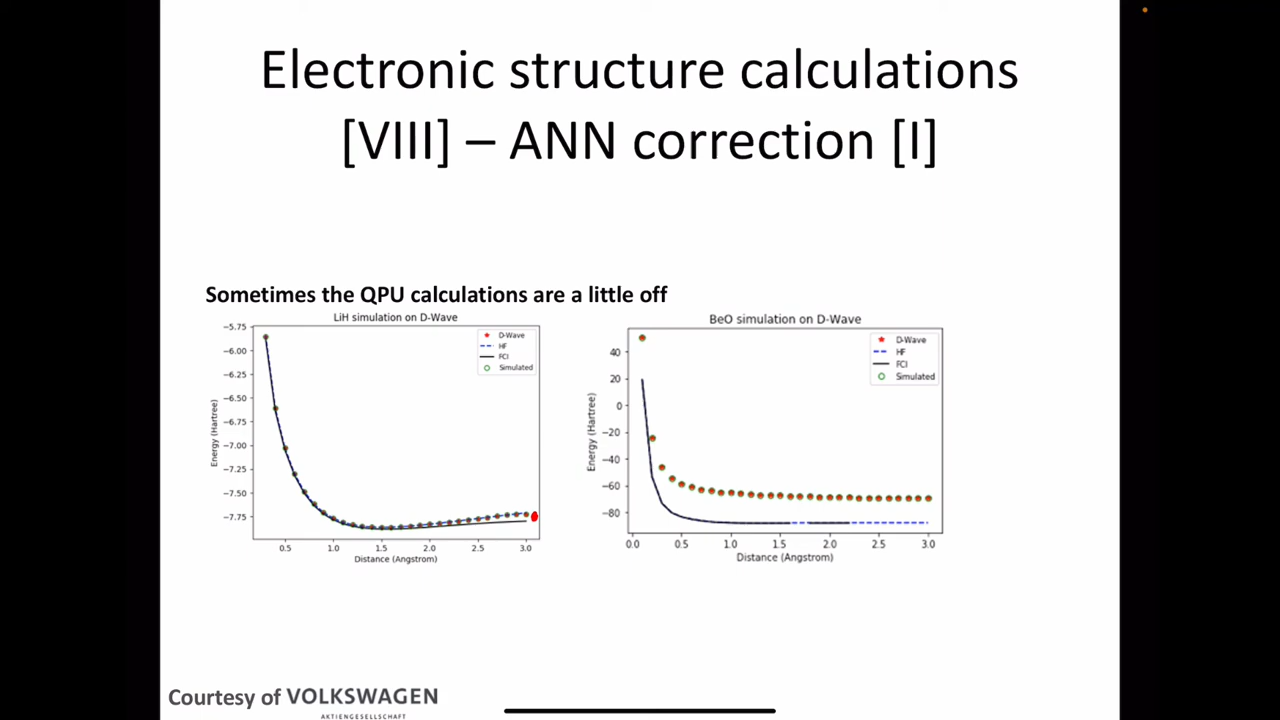 Electronic structure calculations
[VIII] – ANN correction [I]
Sometimes the QPU calculations are a little off
LiH simulation on D-Wave
−5.75
−6.00
−6.25
−6.50
−6.75
−7.00
−7.25
−7.50
−7.75
Energy (Hartree)
D-Wave
HF
FCI
Simulated
0.5 1.0 1.5 2.0 2.5 3.0
Distance (Angstrom)
BeO simulation on D-Wave
40
20
0
−20
−40
−60
−80
Energy (Hartree)
D-Wave
HF
FCI
Simulated
0.0 0.5 1.0 1.5 2.0 2.5 3.0
Distance (Angstrom)
Courtesy of VOLKSWAGEN
AKTIENGESELLSCHAFT